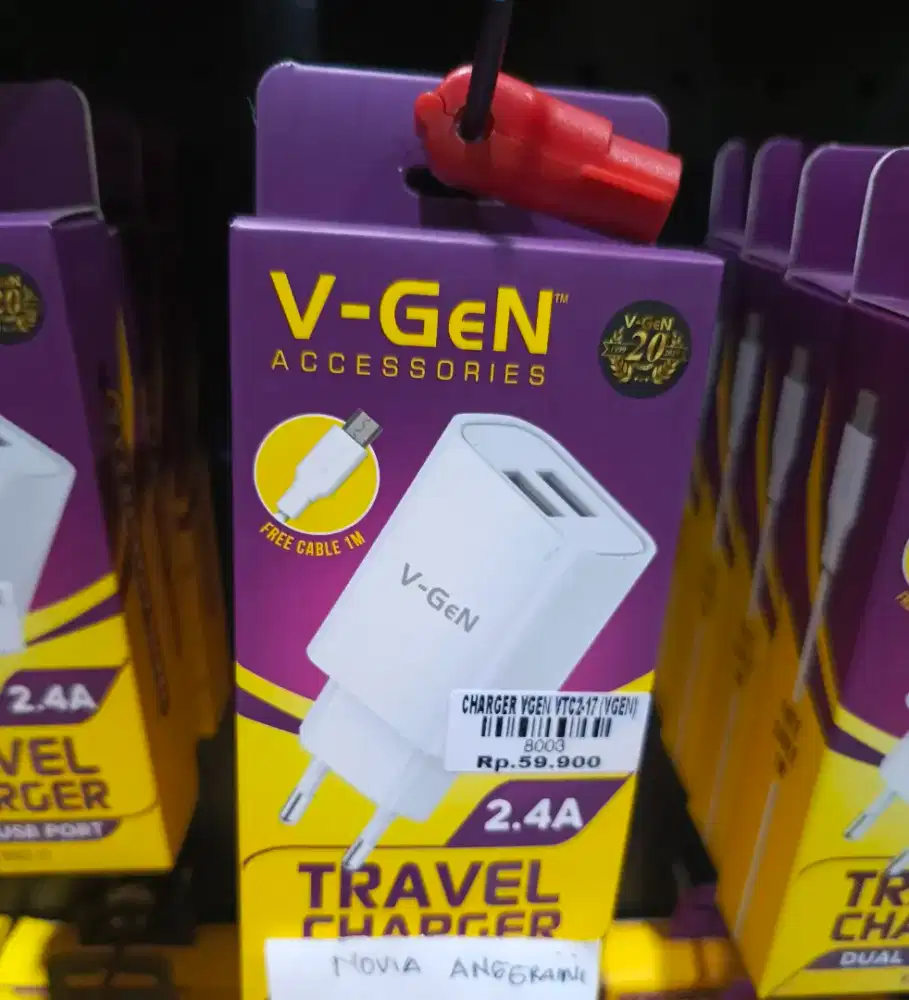 V-GeN™
ACCESSORIES
V-GeN
20
FREE CABLE 1M
V-GeN
CHARGER VGEN VTC2-17 (VGEN)
8003
Rp.59.900
2.4A
TRAVEL
CHARGER
NOVIA ANGGRAINI
2.4A
VEL
RGER
USB PORT
TR
CHA
DUAL